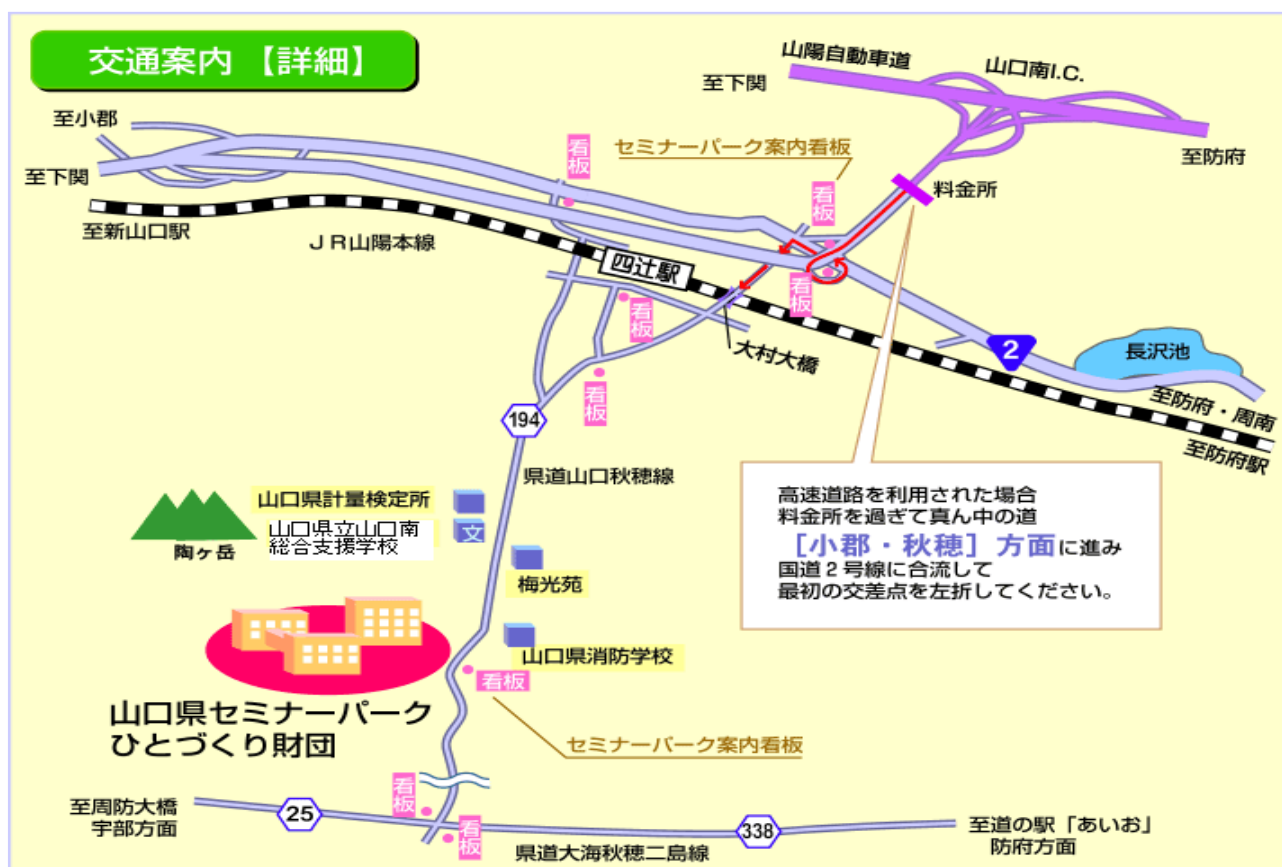 交通案内 【詳細】
山陽自動車道
山口南I.C.
至下関
至小郡
至防府
看板
セミナーパーク案内看板
看板
至下関
料金所
至新山口駅
JR山陽本線
四辻駅
看板
看板
大村大橋
2
長沢池
看板
至防府・周南
至防府駅
194
県道山口秋穂線
高速道路を利用された場合
料金所を過ぎて真ん中の道
［小郡・秋穂］方面に進み
国道2号線に合流して
最初の交差点を左折してください。
山口県計量検定所
山口県立山口南
総合支援学校
文
陶ヶ岳
梅光苑
山口県消防学校
看板
山口県セミナーパーク
ひとづくり財団
セミナーパーク案内看板
看板
至周防大橋
宇部方面
25
338
至道の駅「あいお」
防府方面
看板
県道大海秋穂二島線